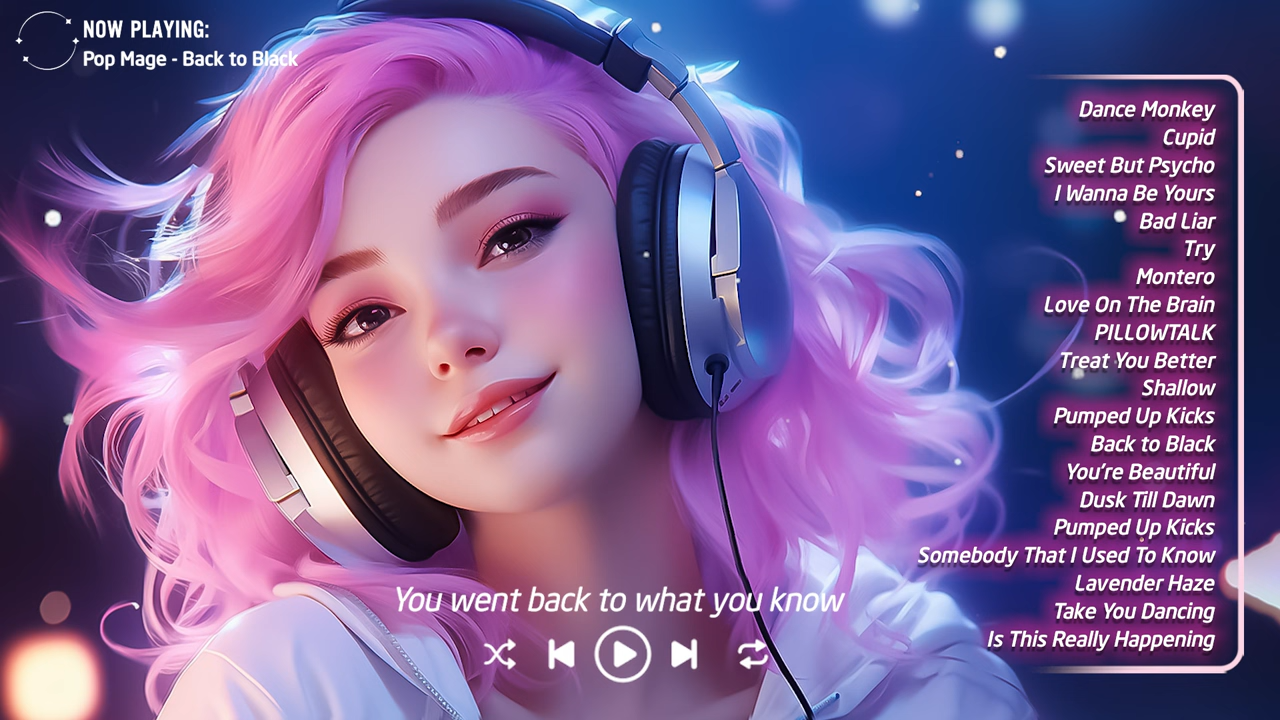 NOW PLAYING:
Pop Mage - Back to Black
Dance Monkey
Cupid
Sweet But Psycho
I Wanna Be Yours
Bad Liar
Try
Montero
Love On The Brain
PILLOWTALK
Treat You Better
Shallow
Pumped Up Kicks
Back to Black
You're Beautiful
Dusk Till Dawn
Pumped Up Kicks
Somebody That I Used To Know
Lavender Haze
Take You Dancing
Is This Really Happening
You went back to what you know